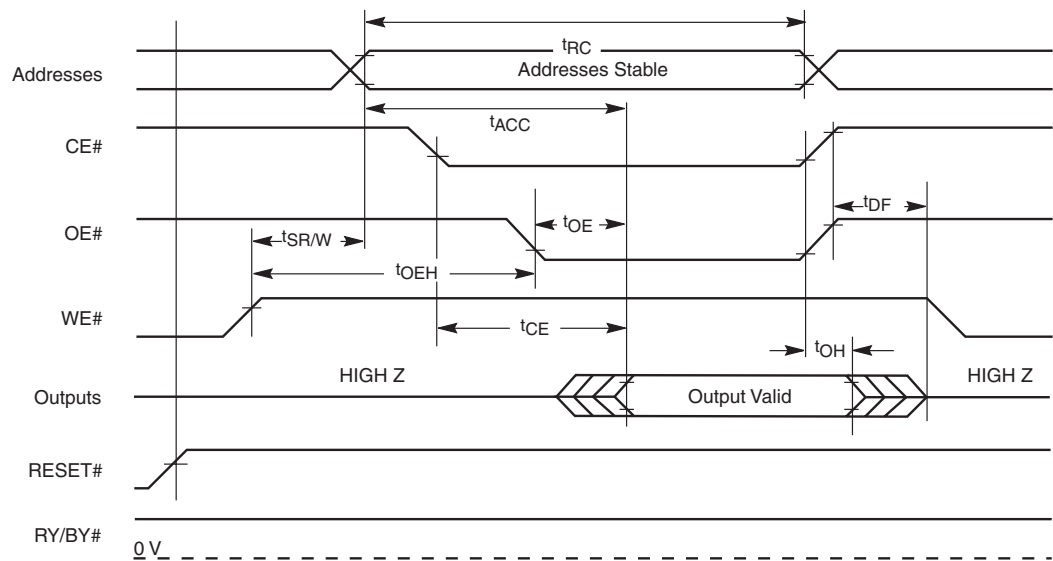 tRC
Addresses
Addresses Stable
tACC
CE#
OE#
tOE
tDF
tSR/W
tOEH
WE#
tCE
tOH
HIGH Z
HIGH Z
Outputs
Output Valid
RESET#
RY/BY#
0 V